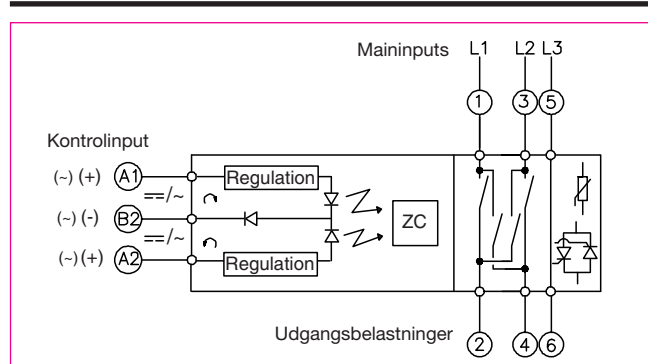 Maininputs L1 L2 L3
1 3 5
Kontrolinput
(~) (+) A1 Regulation
==/~
(~) (-) B2 ZC
==/~
(~) (+) A2 Regulation
Udgangsbelastninger 2 4 6